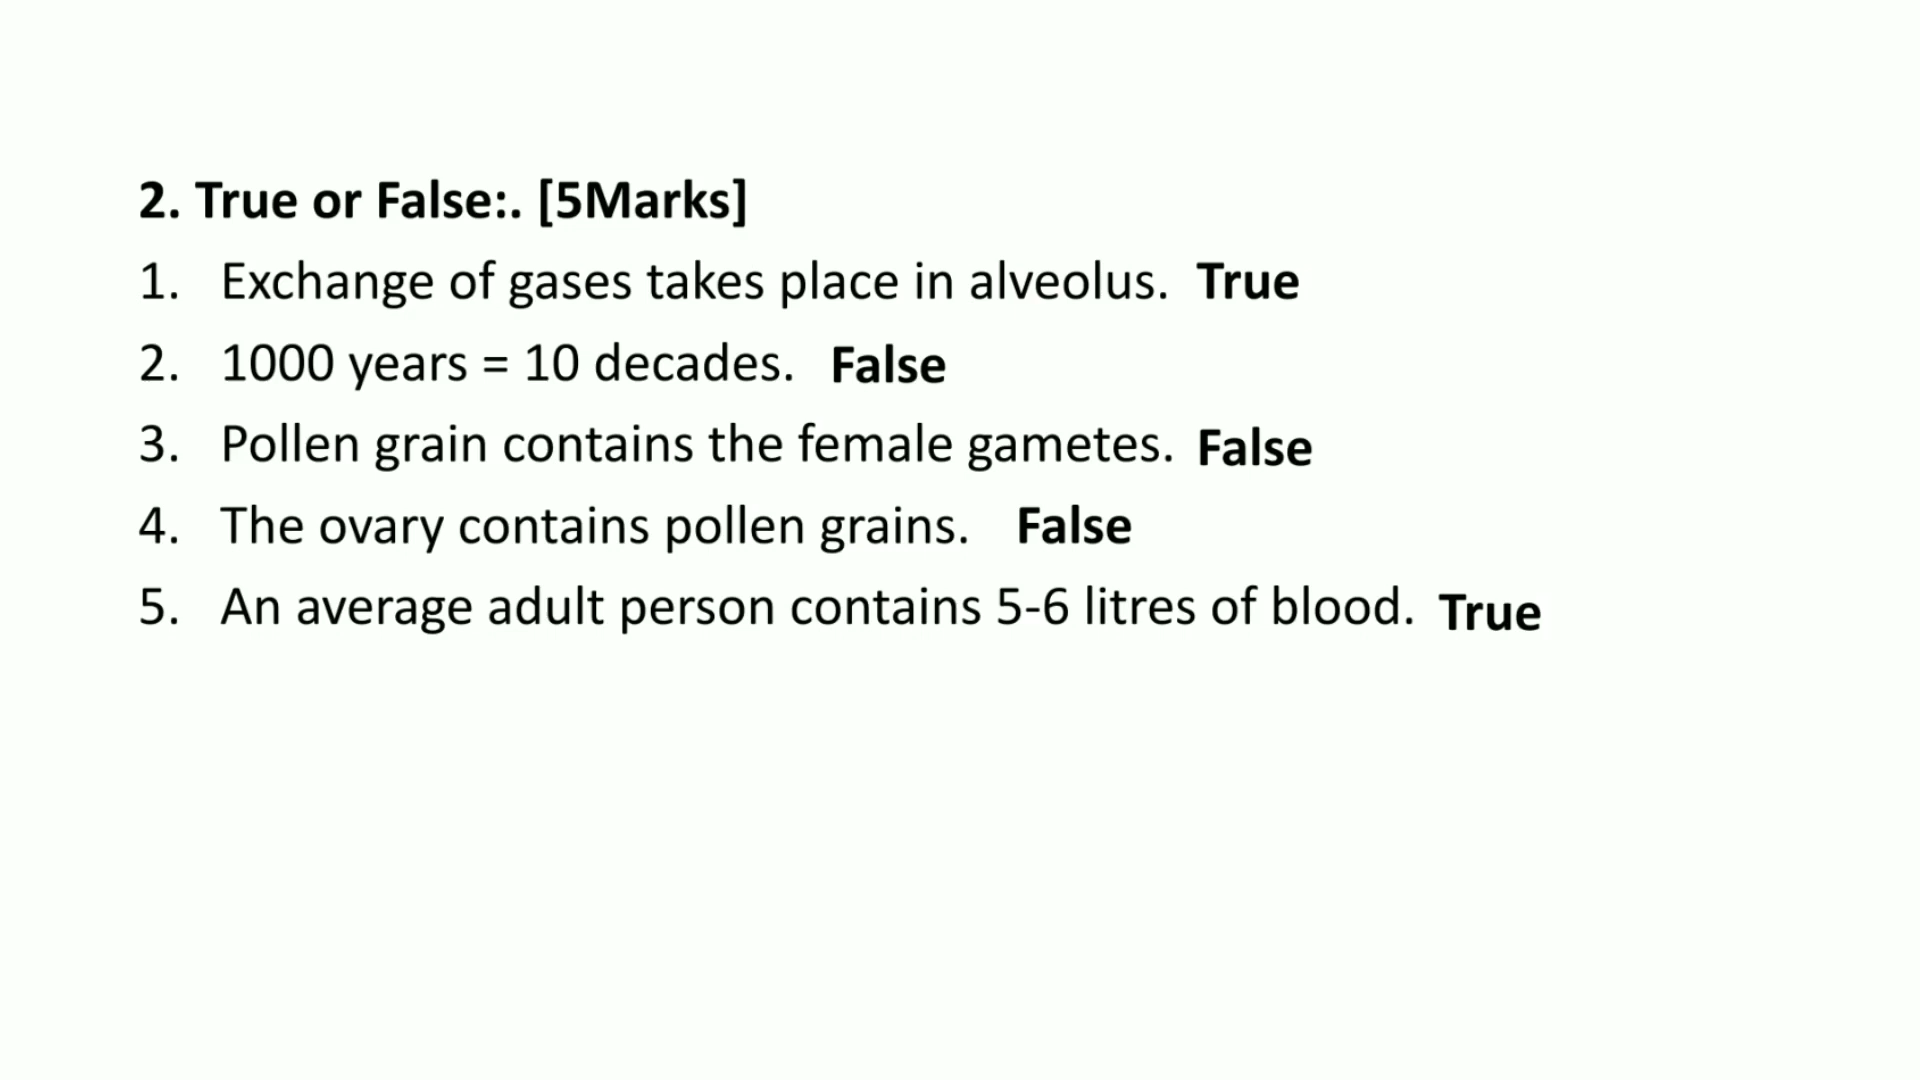 2. True or False:. [5Marks]
1. Exchange of gases takes place in alveolus. True
2. 1000 years = 10 decades. False
3. Pollen grain contains the female gametes. False
4. The ovary contains pollen grains. False
5. An average adult person contains 5-6 litres of blood. True